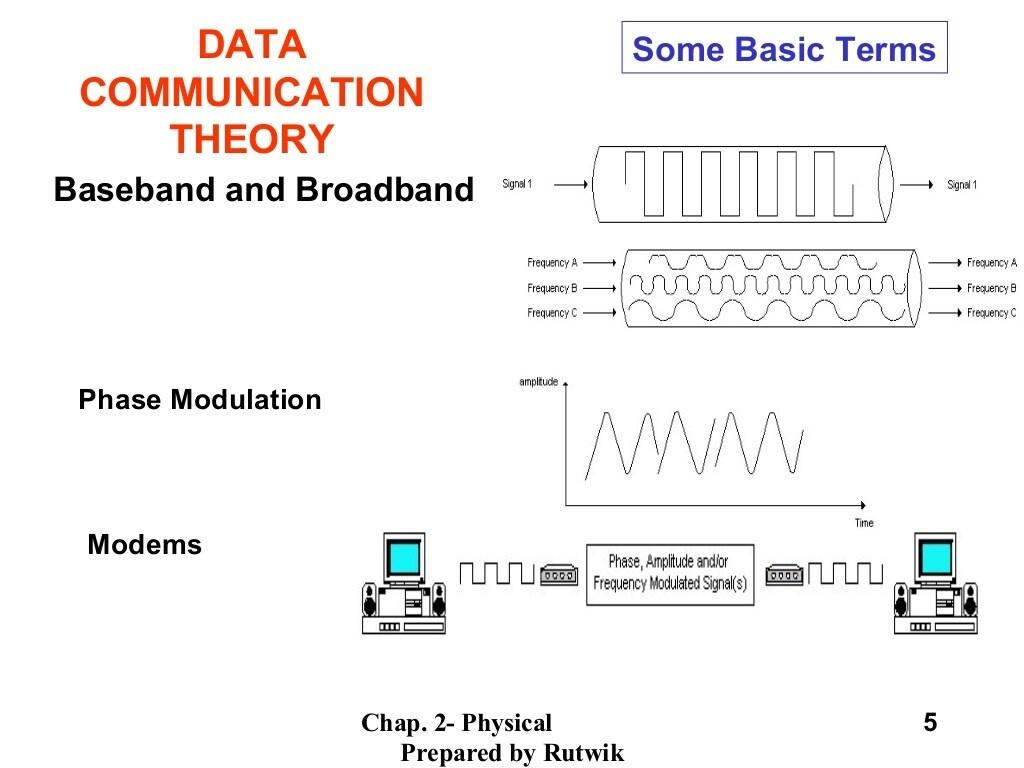 DATA
COMMUNICATION
THEORY
Some Basic Terms
Baseband and Broadband
Signal 1
Signal 1
Frequency A
Frequency A
Frequency B
Frequency B
Frequency C
Frequency C
Phase Modulation
amplitude
Time
Modems
Phase, Amplitude and/or
Frequency Modulated Signal(s)
Chap. 2- Physical
5
Prepared by Rutwik